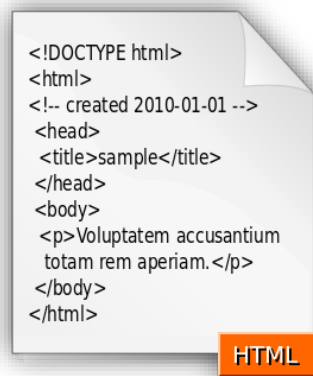 <!DOCTYPE html>
<html>
<!-- created 2010-01-01 -->
<head>
<title>sample</title>
</head>
<body>
<p>Voluptatem accusantium
totam rem aperiam.</p>
</body>
</html>
HTML